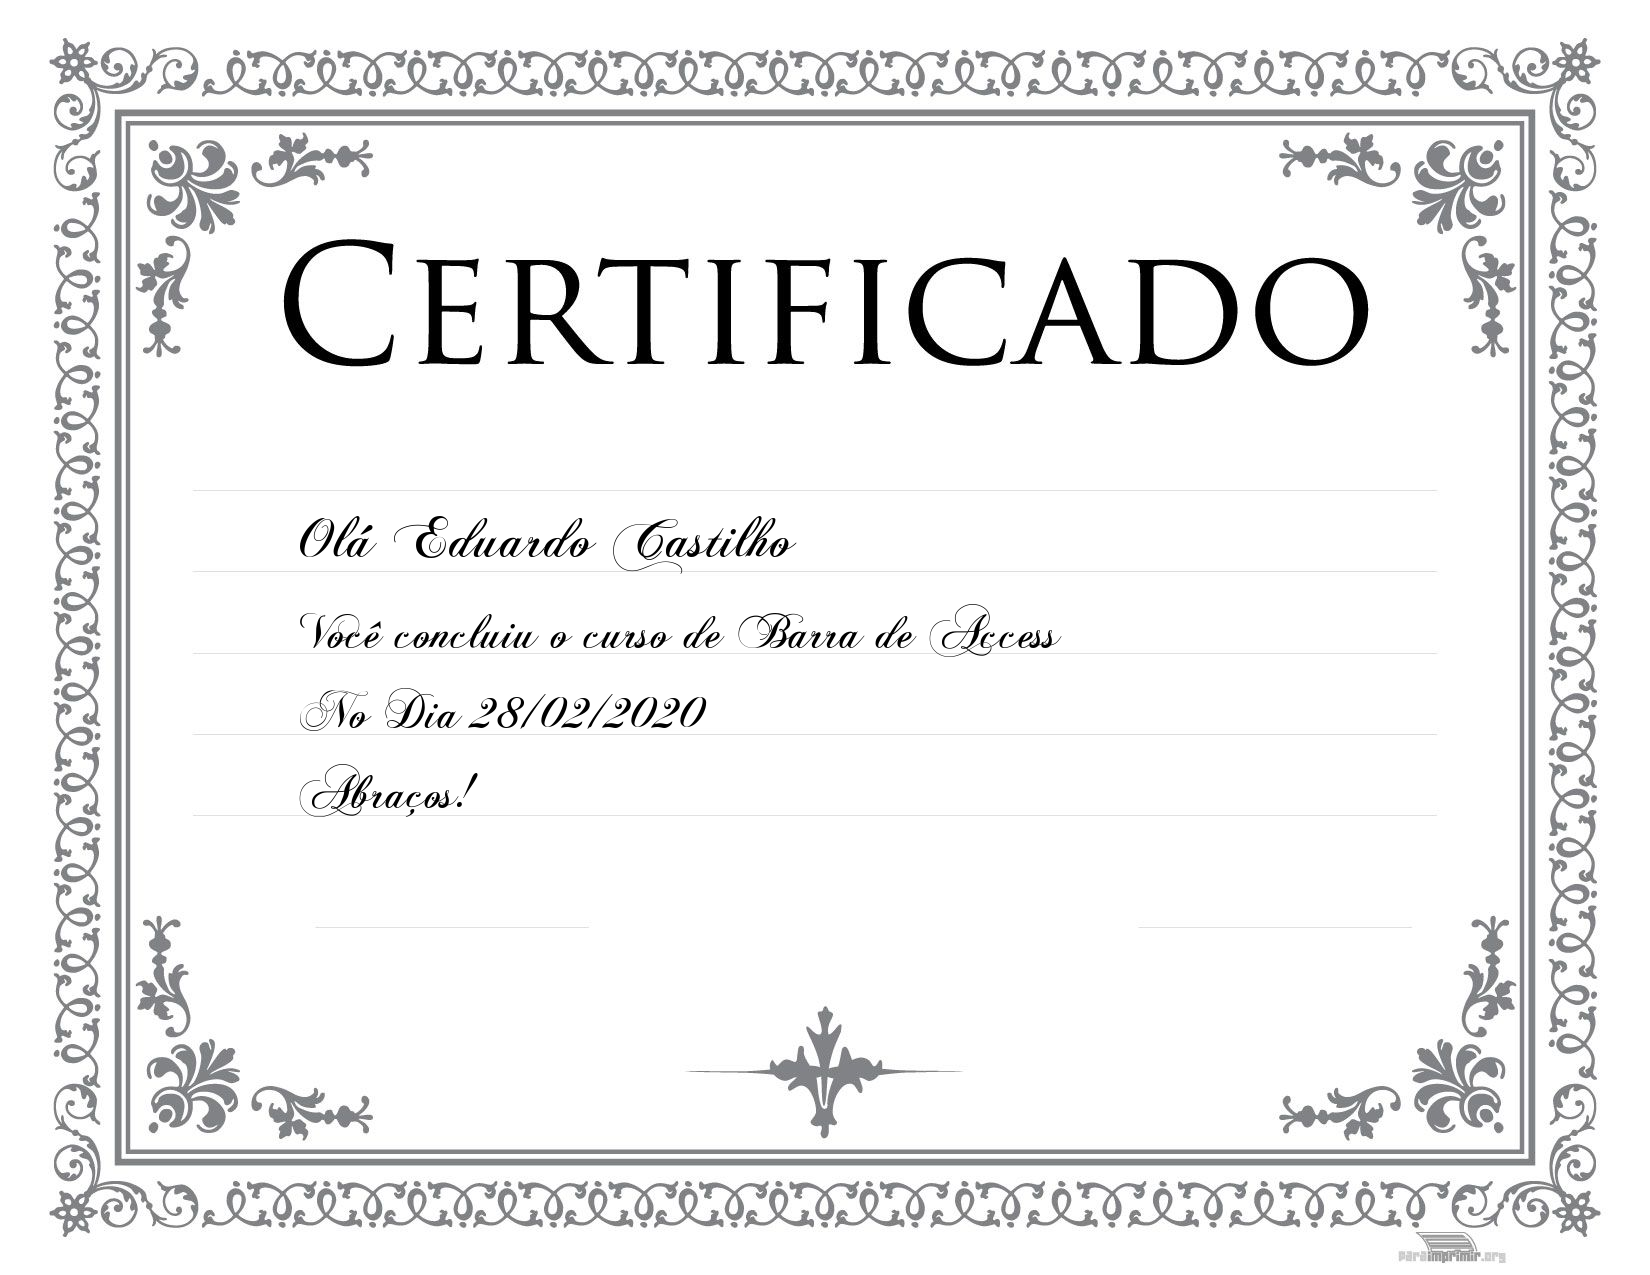 CERTIFICADO
Olá Eduardo Castilho
Você concluiu o curso de Barra de Access
No Dia 28/02/2020
Abraços!
paraimprimir.org